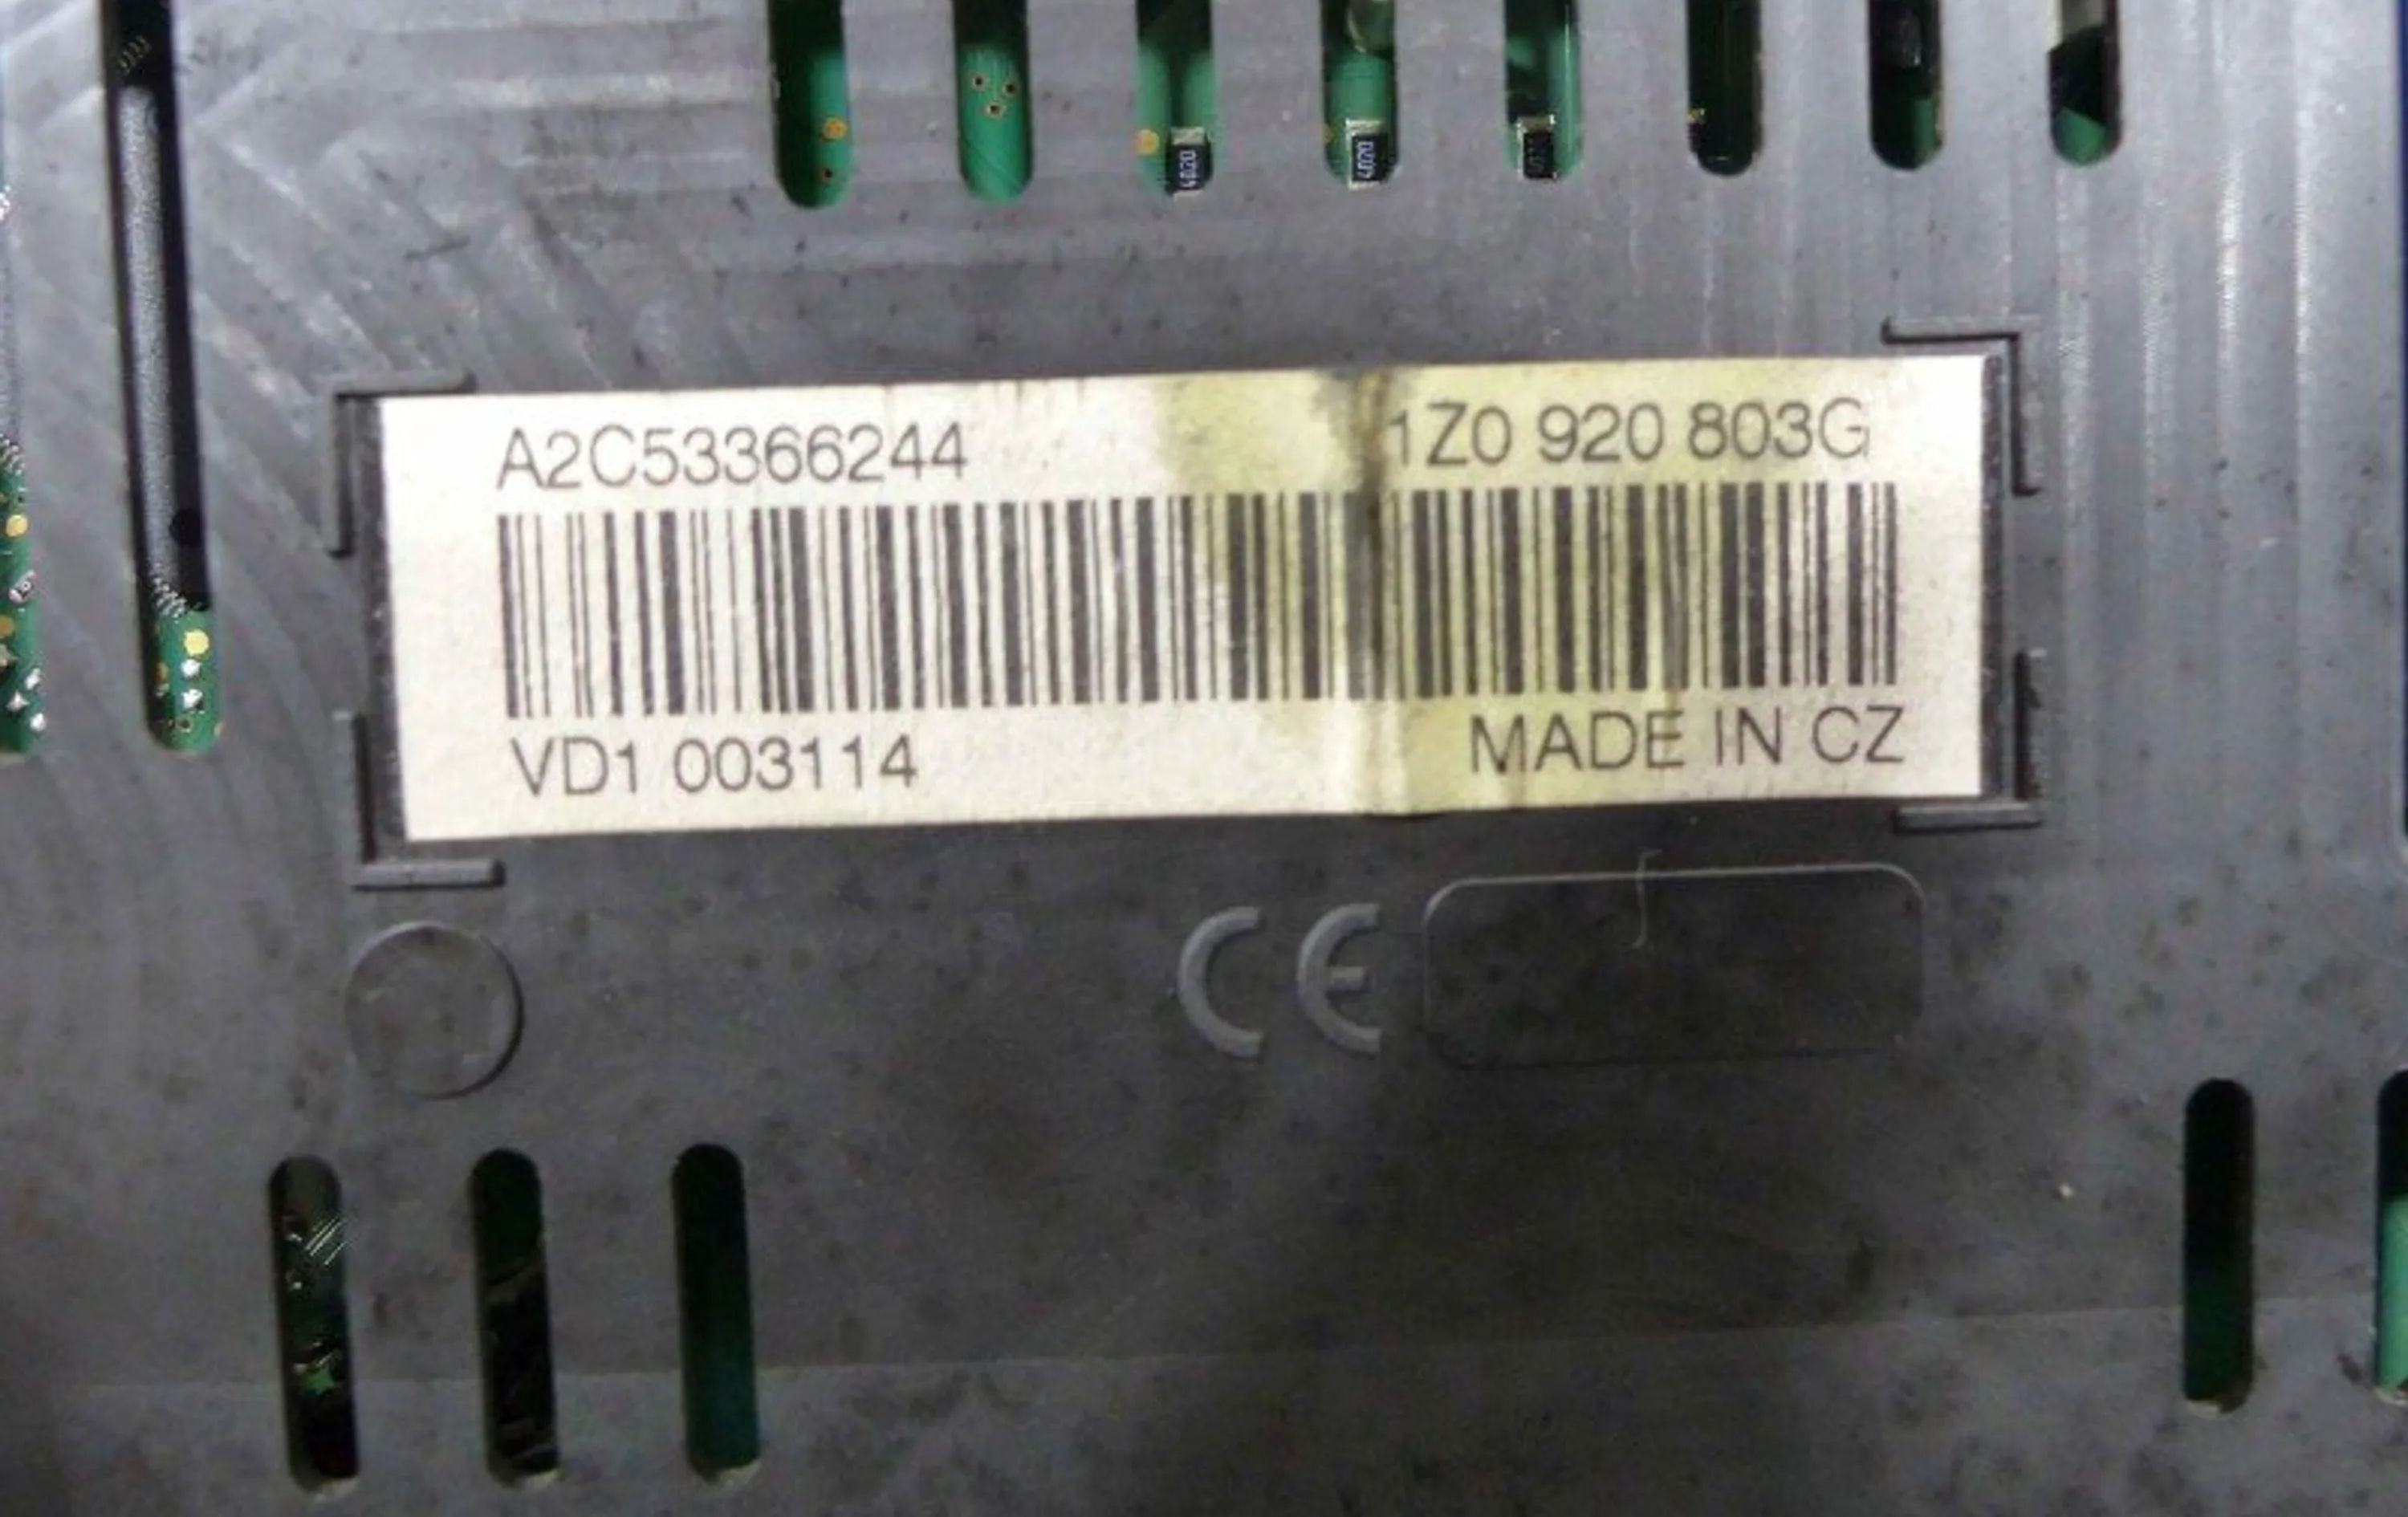 A2C53366244 1Z0 920 803G
VD1 003114 MADE IN CZ
CE